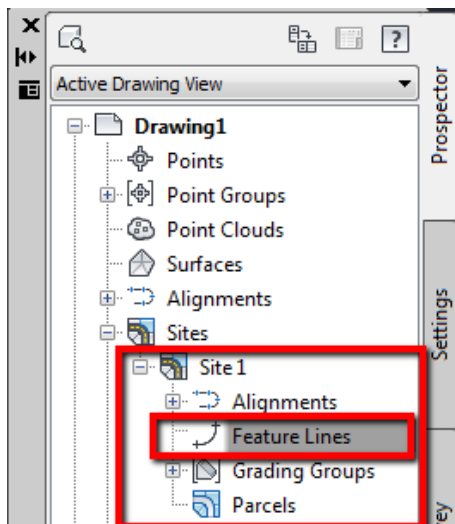 Active Drawing View
Drawing1
Points
Point Groups
Point Clouds
Surfaces
Alignments
Sites
Site 1
Alignments
Feature Lines
Grading Groups
Parcels
Prospector
Settings